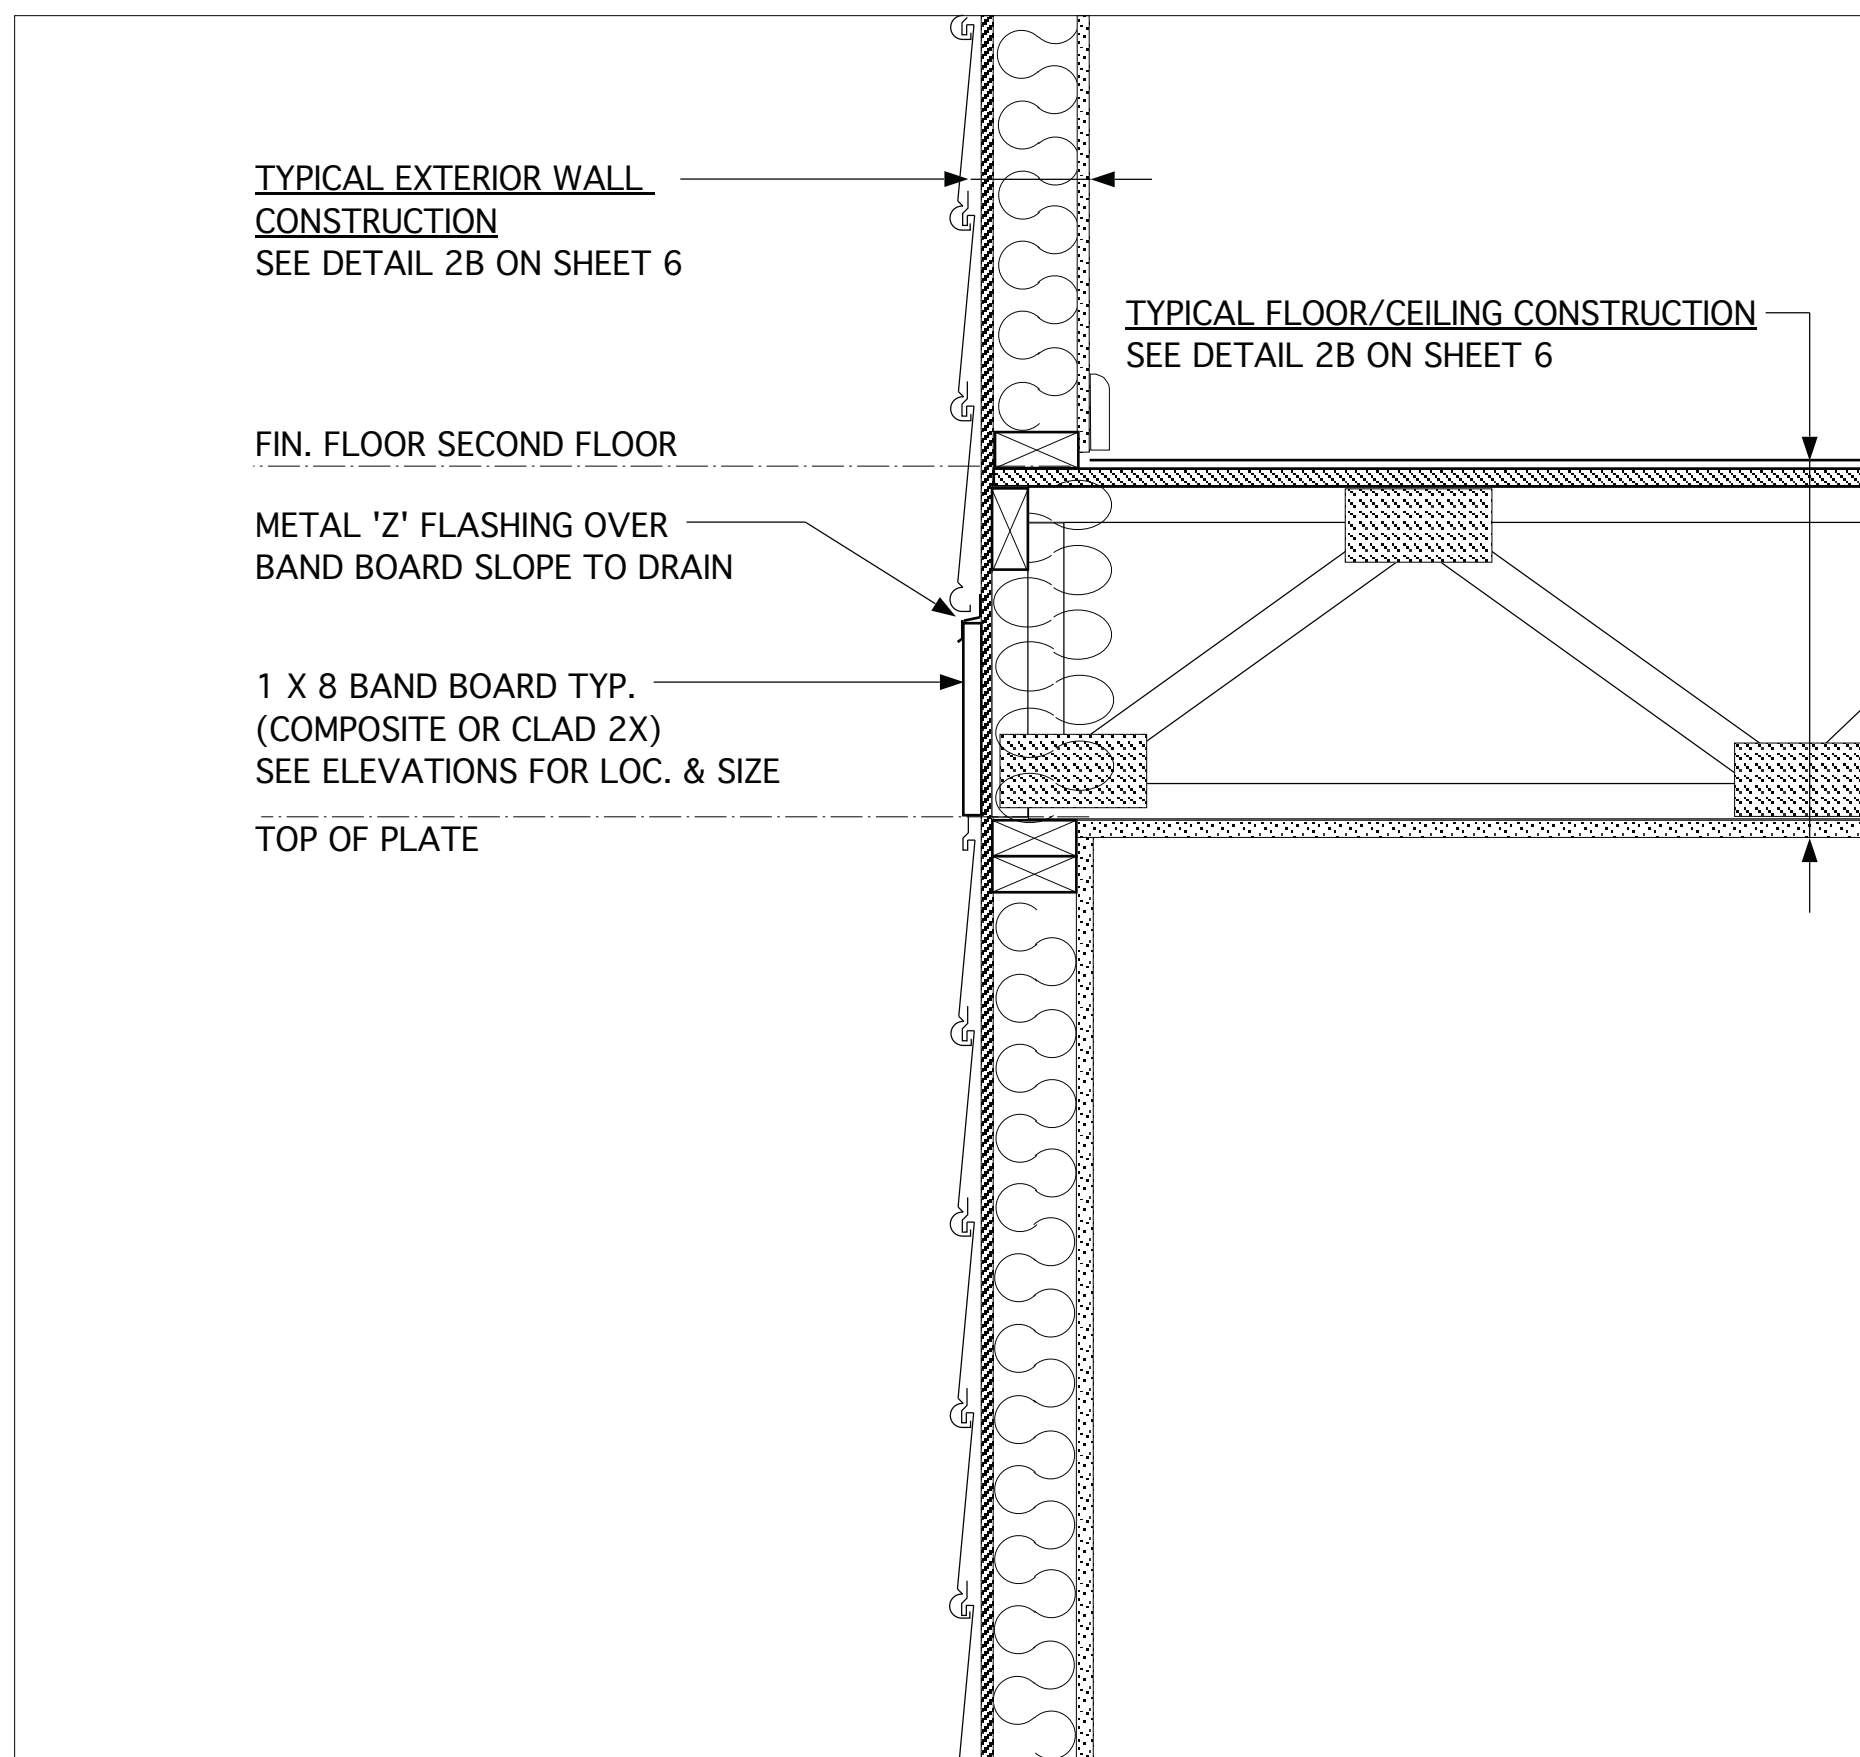 TYPICAL EXTERIOR WALL
CONSTRUCTION
SEE DETAIL 2B ON SHEET 6
TYPICAL FLOOR/CEILING CONSTRUCTION
SEE DETAIL 2B ON SHEET 6
FIN. FLOOR SECOND FLOOR
METAL 'Z' FLASHING OVER
BAND BOARD SLOPE TO DRAIN
1 X 8 BAND BOARD TYP.
(COMPOSITE OR CLAD 2X)
SEE ELEVATIONS FOR LOC. & SIZE
TOP OF PLATE